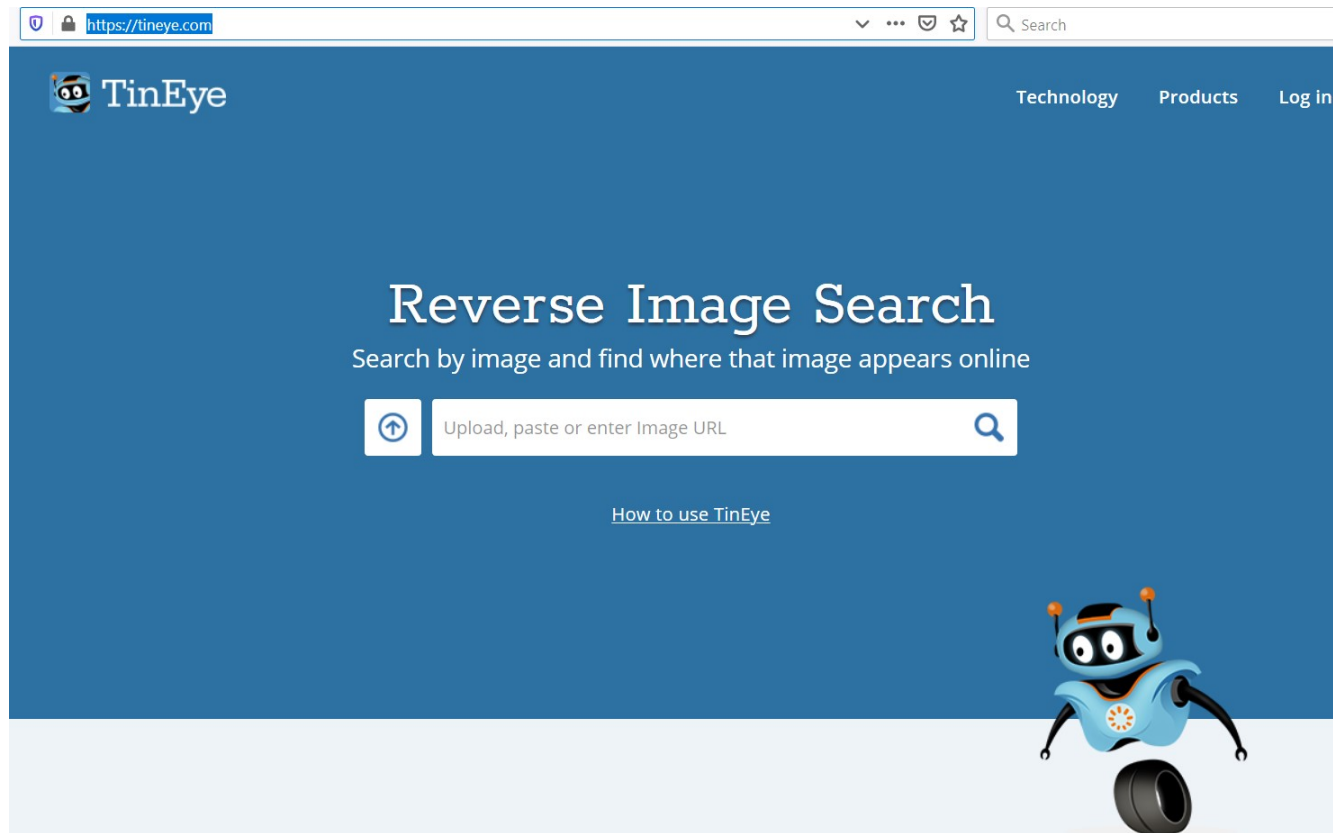 https://tineye.com Search
TinEye Technology Products Log in
Reverse Image Search
Search by image and find where that image appears online
Upload, paste or enter Image URL
How to use TinEye